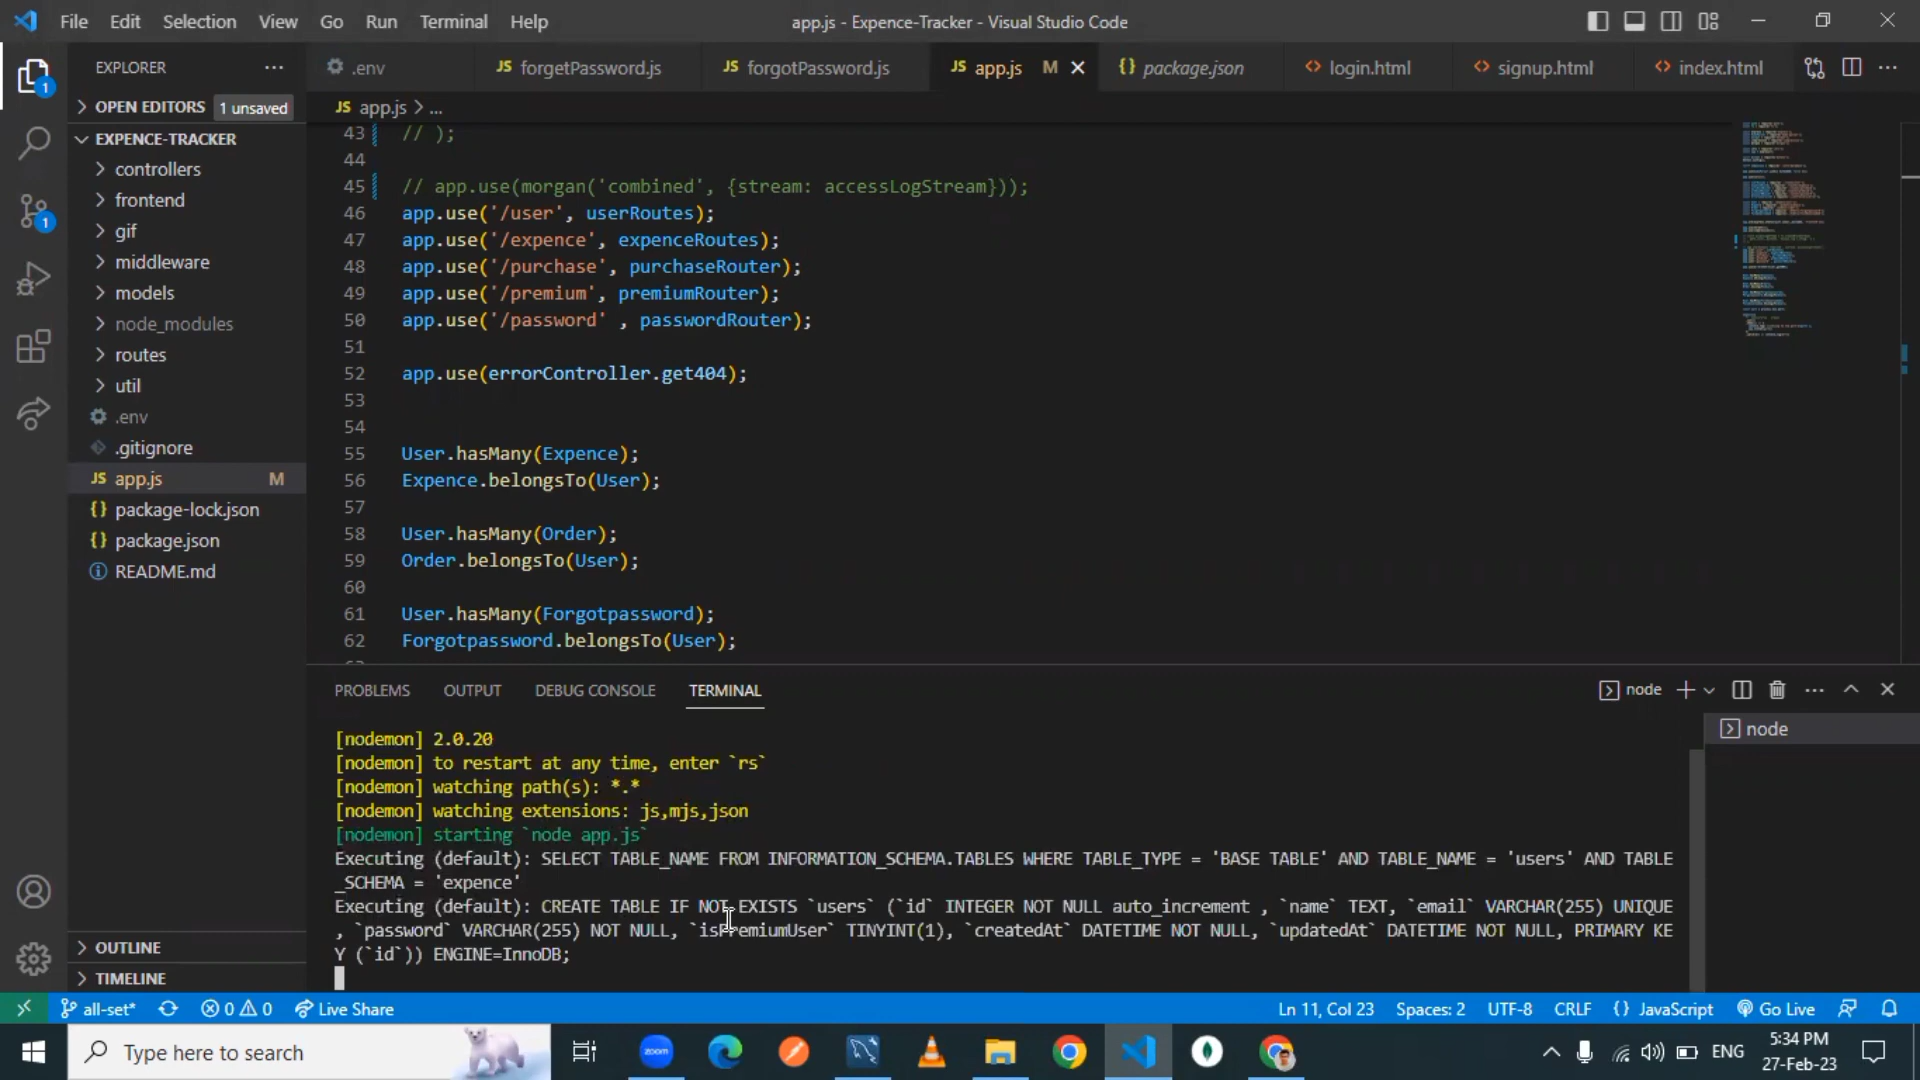 File Edit Selection View Go Run Terminal Help
app.js - Expence-Tracker - Visual Studio Code
EXPLORER
.env
JS forgetPassword.js
JS forgotPassword.js
JS app.js M
{} package.json
<> login.html
<> signup.html
<> index.html
OPEN EDITORS 1 unsaved
JS app.js > ...
EXPENCE-TRACKER
controllers
frontend
gif
middleware
models
node_modules
routes
util
.env
.gitignore
JS app.js M
{} package-lock.json
{} package.json
README.md
OUTLINE
TIMELINE
43 // );
44
45 // app.use(morgan('combined', {stream: accessLogStream}));
46 app.use('/user', userRoutes);
47 app.use('/expence', expenceRoutes);
48 app.use('/purchase', purchaseRouter);
49 app.use('/premium', premiumRouter);
50 app.use('/password' , passwordRouter);
51
52 app.use(errorController.get404);
53
54
55 User.hasMany(Expence);
56 Expence.belongsTo(User);
57
58 User.hasMany(Order);
59 Order.belongsTo(User);
60
61 User.hasMany(Forgotpassword);
62 Forgotpassword.belongsTo(User);
PROBLEMS OUTPUT DEBUG CONSOLE TERMINAL
node
node
[nodemon] 2.0.20
[nodemon] to restart at any time, enter `rs`
[nodemon] watching path(s): *.*
[nodemon] watching extensions: js,mjs,json
[nodemon] starting `node app.js`
Executing (default): SELECT TABLE_NAME FROM INFORMATION_SCHEMA.TABLES WHERE TABLE_TYPE = 'BASE TABLE' AND TABLE_NAME = 'users' AND TABLE
_SCHEMA = 'expence'
Executing (default): CREATE TABLE IF NOT EXISTS `users` (`id` INTEGER NOT NULL auto_increment , `name` TEXT, `email` VARCHAR(255) UNIQUE
, `password` VARCHAR(255) NOT NULL, `isPremiumUser` TINYINT(1), `createdAt` DATETIME NOT NULL, `updatedAt` DATETIME NOT NULL, PRIMARY KE
Y (`id`)) ENGINE=InnoDB;
all-set* 0 0 Live Share
Ln 11, Col 23 Spaces: 2 UTF-8 CRLF {} JavaScript Go Live
Type here to search
zoom
ENG
5:34 PM
27-Feb-23